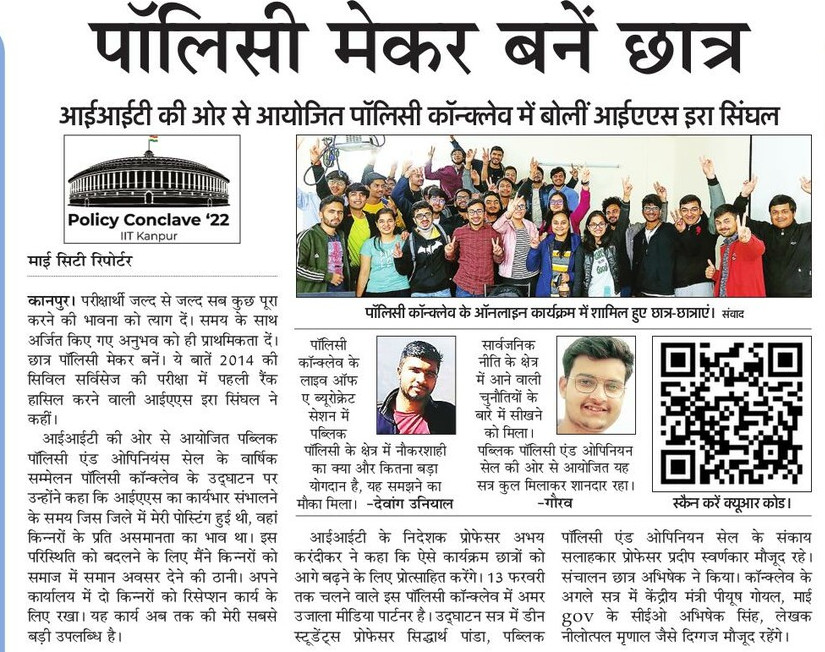 पॉलिसी मेकर बनें छात्र
आईआईटी की ओर से आयोजित पॉलिसी कॉन्क्लेव में बोलीं आईएएस इरा सिंघल
Policy Conclave ‘22
IIT Kanpur
माई सिटी रिपोर्टर
कानपुर। परीक्षार्थी जल्द से जल्द सब कुछ पूरा
करने की भावना को त्याग दें। समय के साथ
अर्जित किए गए अनुभव को ही प्राथमिकता दें।
छात्र पॉलिसी मेकर बनें। ये बातें 2014 की
सिविल सर्विसेज की परीक्षा में पहली रैंक
हासिल करने वाली आईएएस इरा सिंघल ने
कहीं।
आईआईटी की ओर से आयोजित पब्लिक
पॉलिसी एंड ओपिनियंस सेल के वार्षिक
सम्मेलन पॉलिसी कॉन्क्लेव के उद्घाटन पर
उन्होंने कहा कि आईएएस का कार्यभार संभालने
के समय जिस जिले में मेरी पोस्टिंग हुई थी, वहां
किन्नरों के प्रति असमानता का भाव था। इस
परिस्थिति को बदलने के लिए मैंने किन्नरों को
समाज में समान अवसर देने की ठानी। अपने
कार्यालय में दो किन्नरों को रिसेप्शन कार्य के
लिए रखा। यह कार्य अब तक की मेरी सबसे
बड़ी उपलब्धि है।
पॉलिसी कॉन्क्लेव के ऑनलाइन कार्यक्रम में शामिल हुए छात्र-छात्राएं। संवाद
पॉलिसी
कॉन्क्लेव के
लाइव ऑफ
ए ब्यूरोक्रेट
सेशन में
पब्लिक
पॉलिसी के क्षेत्र में नौकरशाही
का क्या और कितना बड़ा
योगदान है, यह समझने का
मौका मिला। -देवांग उनियाल
सार्वजनिक
नीति के क्षेत्र
में आने वाली
चुनौतियों के
बारे में सीखने
को मिला।
पब्लिक पॉलिसी एंड ओपिनियन
सेल की ओर से आयोजित यह
सत्र कुल मिलाकर शानदार रहा।
-गौरव
स्कैन करें क्यूआर कोड।
आईआईटी के निदेशक प्रोफेसर अभय
करंदीकर ने कहा कि ऐसे कार्यक्रम छात्रों को
आगे बढ़ने के लिए प्रोत्साहित करेंगे। 13 फरवरी
तक चलने वाले इस पॉलिसी कॉन्क्लेव में अमर
उजाला मीडिया पार्टनर है। उद्घाटन सत्र में डीन
स्टूडेंट्स प्रोफेसर सिद्धार्थ पांडा, पब्लिक
पॉलिसी एंड ओपिनियन सेल के संकाय
सलाहकार प्रोफेसर प्रदीप स्वर्णकार मौजूद रहे।
संचालन छात्र अभिषेक ने किया। कॉन्क्लेव के
अगले सत्र में केंद्रीय मंत्री पीयूष गोयल, माई
gov के सीईओ अभिषेक सिंह, लेखक
नीलोत्पल मृणाल जैसे दिग्गज मौजूद रहेंगे।